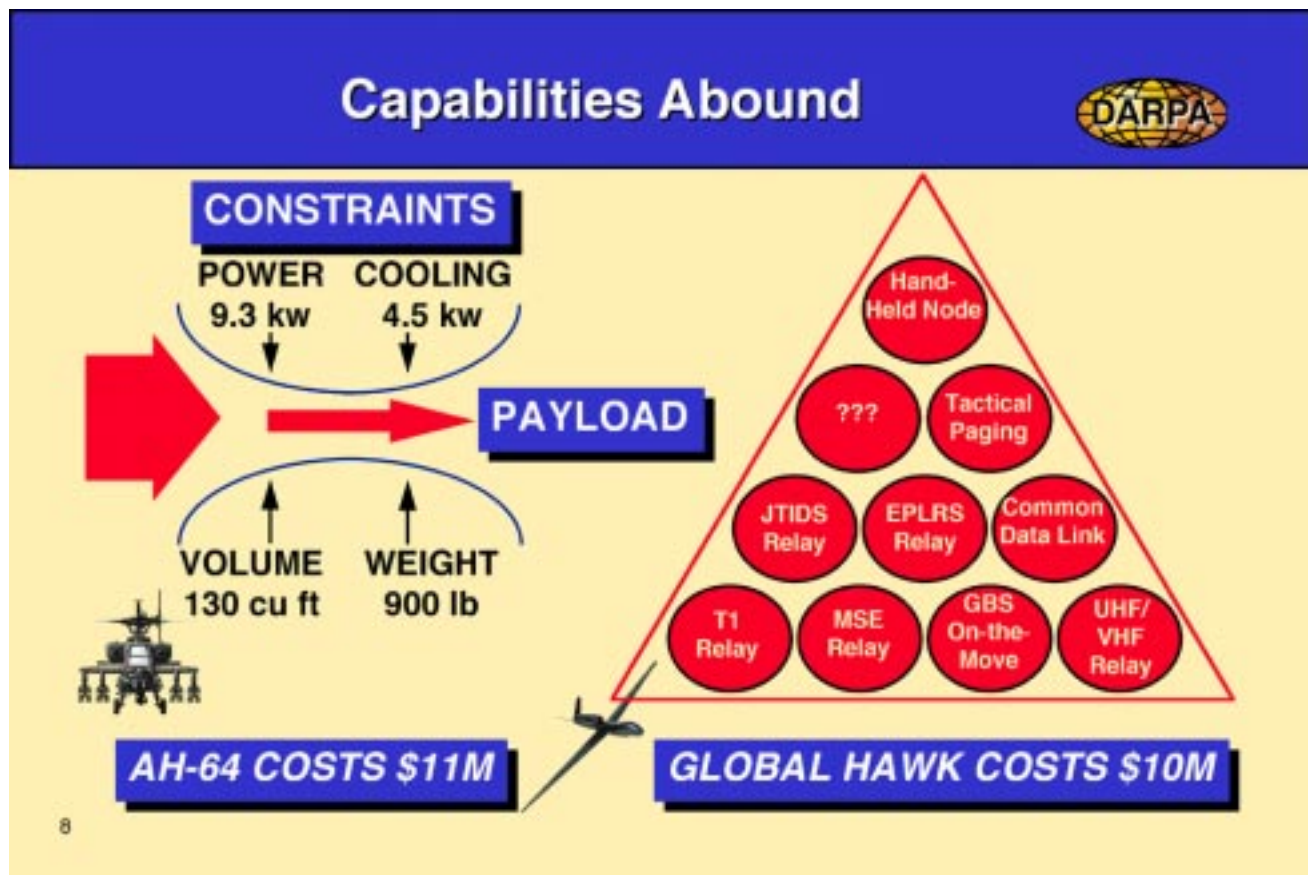 Capabilities Abound
DARPA
CONSTRAINTS
POWER
9.3 kw
COOLING
4.5 kw
PAYLOAD
VOLUME
130 cu ft
WEIGHT
900 lb
AH-64 COSTS $11M
Hand-
Held Node
???
Tactical
Paging
JTIDS
Relay
EPLRS
Relay
Common
Data Link
T1
Relay
MSE
Relay
GBS
On-the-
Move
UHF/
VHF
Relay
GLOBAL HAWK COSTS $10M
8